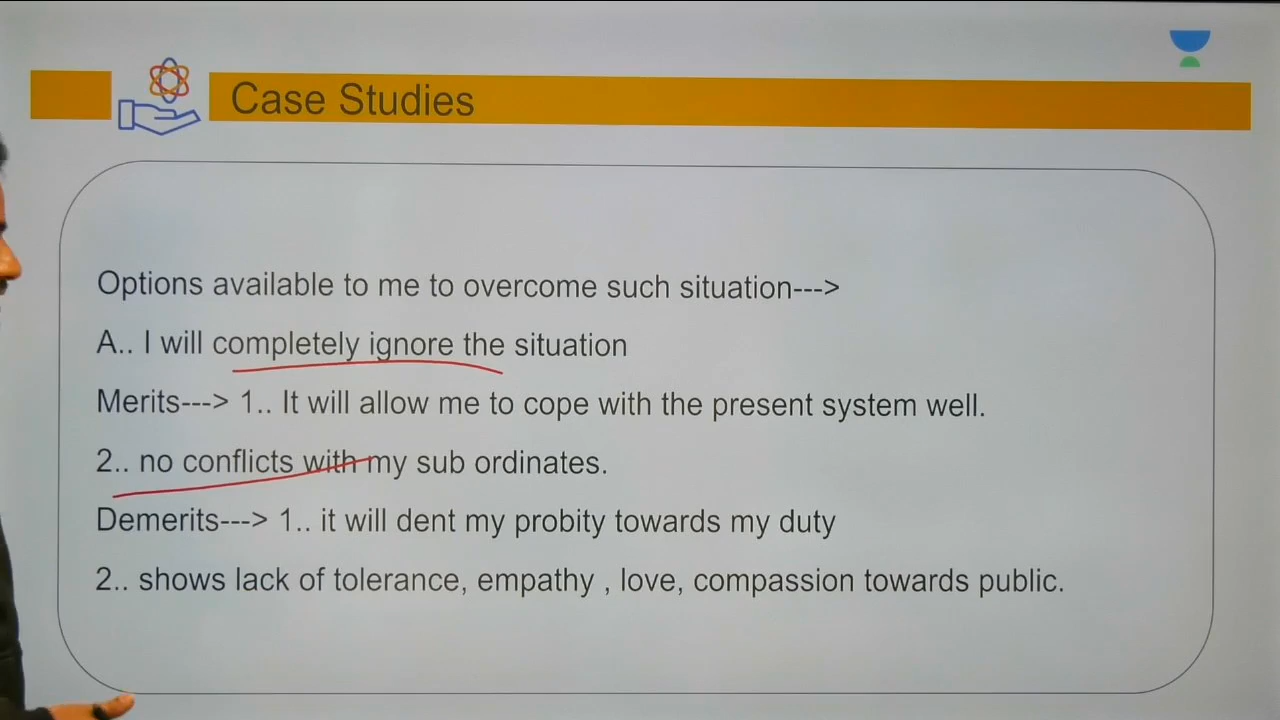 Case Studies
Options available to me to overcome such situation--->
A.. I will completely ignore the situation
Merits---> 1.. It will allow me to cope with the present system well.
2.. no conflicts with my sub ordinates.
Demerits---> 1.. it will dent my probity towards my duty
2.. shows lack of tolerance, empathy , love, compassion towards public.